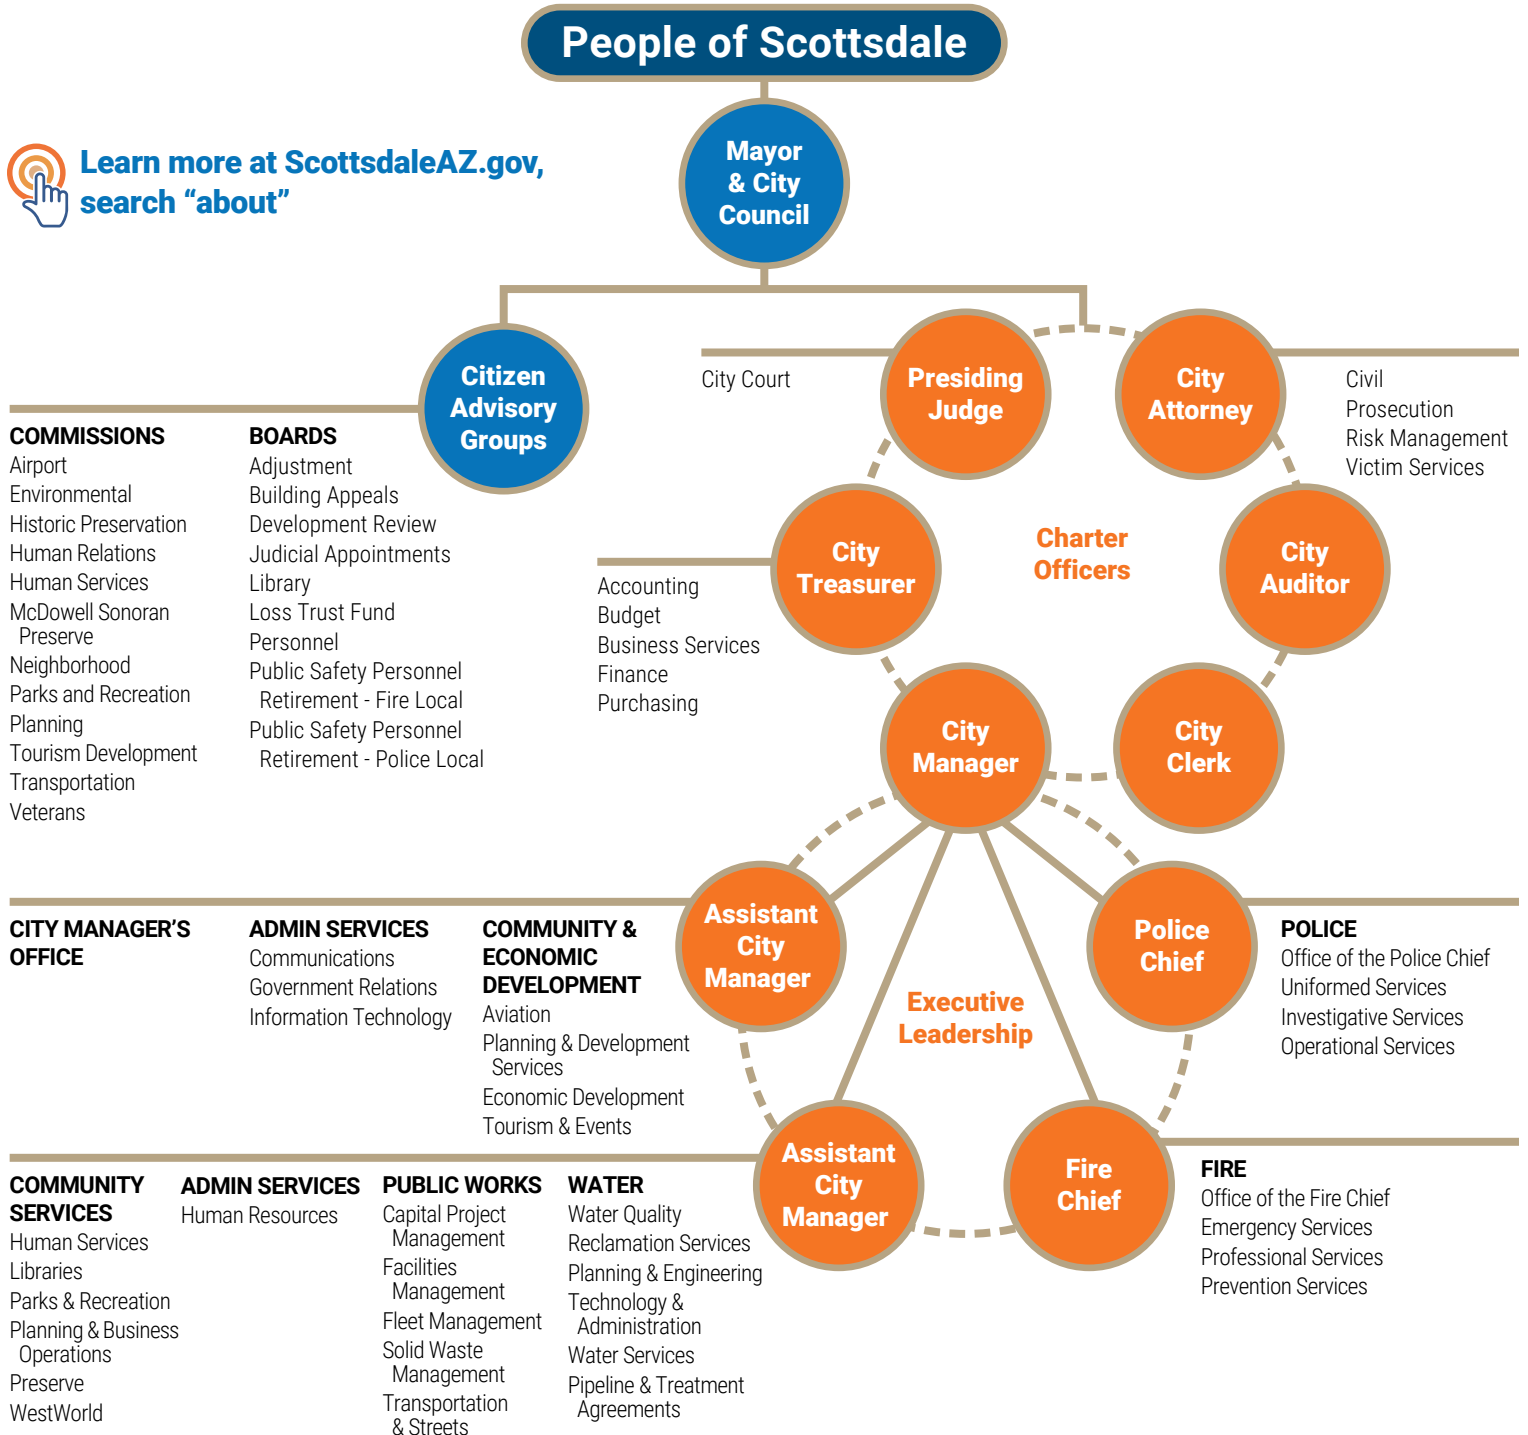 People of Scottsdale
Learn more at ScottsdaleAZ.gov,
search “about”
Mayor
& City
Council
Citizen
Advisory
Groups
COMMISSIONS
Airport
Environmental
Historic Preservation
Human Relations
Human Services
McDowell Sonoran
Preserve
Neighborhood
Parks and Recreation
Planning
Tourism Development
Transportation
Veterans
BOARDS
Adjustment
Building Appeals
Development Review
Judicial Appointments
Library
Loss Trust Fund
Personnel
Public Safety Personnel
Retirement - Fire Local
Public Safety Personnel
Retirement - Police Local
City Court
Presiding
Judge
City
Attorney
Civil
Prosecution
Risk Management
Victim Services
City
Treasurer
Accounting
Budget
Business Services
Finance
Purchasing
Charter
Officers
City
Auditor
City
Manager
City
Clerk
Assistant
City
Manager
CITY MANAGER’S
OFFICE
ADMIN SERVICES
Communications
Government Relations
Information Technology
COMMUNITY &
ECONOMIC
DEVELOPMENT
Aviation
Planning & Development
Services
Economic Development
Tourism & Events
Executive
Leadership
Police
Chief
POLICE
Office of the Police Chief
Uniformed Services
Investigative Services
Operational Services
Assistant
City
Manager
COMMUNITY
SERVICES
Human Services
Libraries
Parks & Recreation
Planning & Business
Operations
Preserve
WestWorld
ADMIN SERVICES
Human Resources
PUBLIC WORKS
Capital Project
Management
Facilities
Management
Fleet Management
Solid Waste
Management
Transportation
& Streets
WATER
Water Quality
Reclamation Services
Planning & Engineering
Technology &
Administration
Water Services
Pipeline & Treatment
Agreements
Fire
Chief
FIRE
Office of the Fire Chief
Emergency Services
Professional Services
Prevention Services